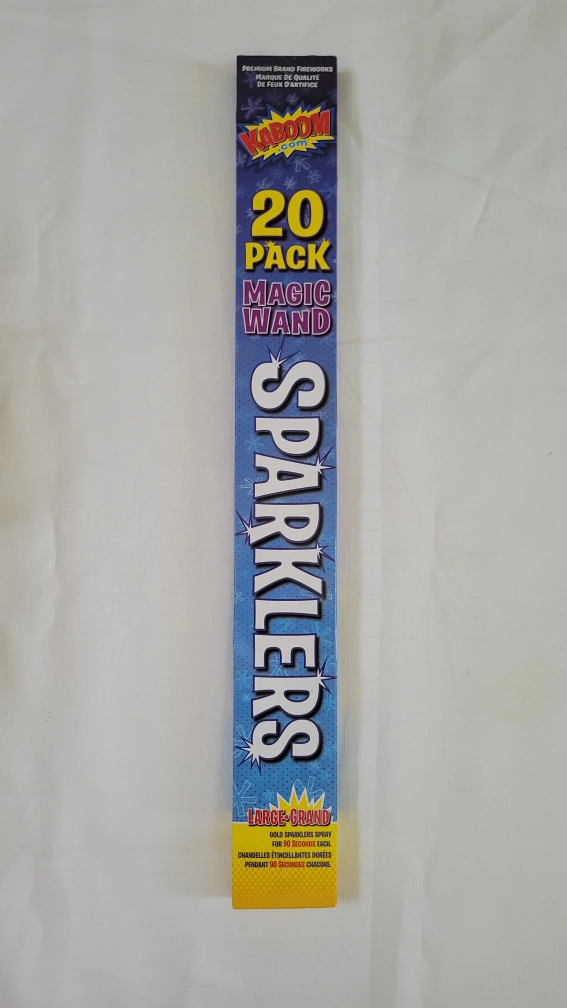 PREMIUM BRAND FIREWORKS
MARQUE DE QUALITÉ
DE FEUX D'ARTIFICE
KABOOM
.com
20
PACK
MAGIC
WAND
SPARKLERS
LARGE-GRAND
GOLD SPARKLERS SPRAY
FOR 90 SECONDS EACH.
CHANDELLES ÉTINCELLANTES DORÉES
PENDANT 90 SECONDES CHACUNE.